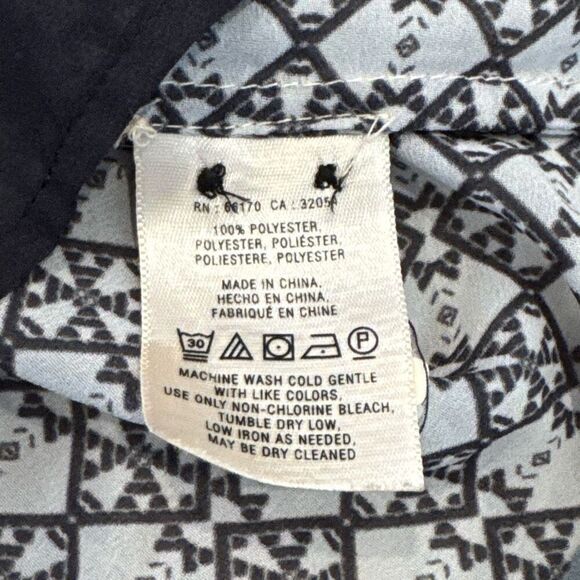 RN : 66170 CA : 32054
100% POLYESTER,
POLYESTER, POLIÉSTER,
POLIESTERE, POLYESTER
MADE IN CHINA,
HECHO EN CHINA,
FABRIQUÉ EN CHINE
30 P
MACHINE WASH COLD GENTLE
WITH LIKE COLORS,
USE ONLY NON-CHLORINE BLEACH,
TUMBLE DRY LOW,
LOW IRON AS NEEDED,
MAY BE DRY CLEANED